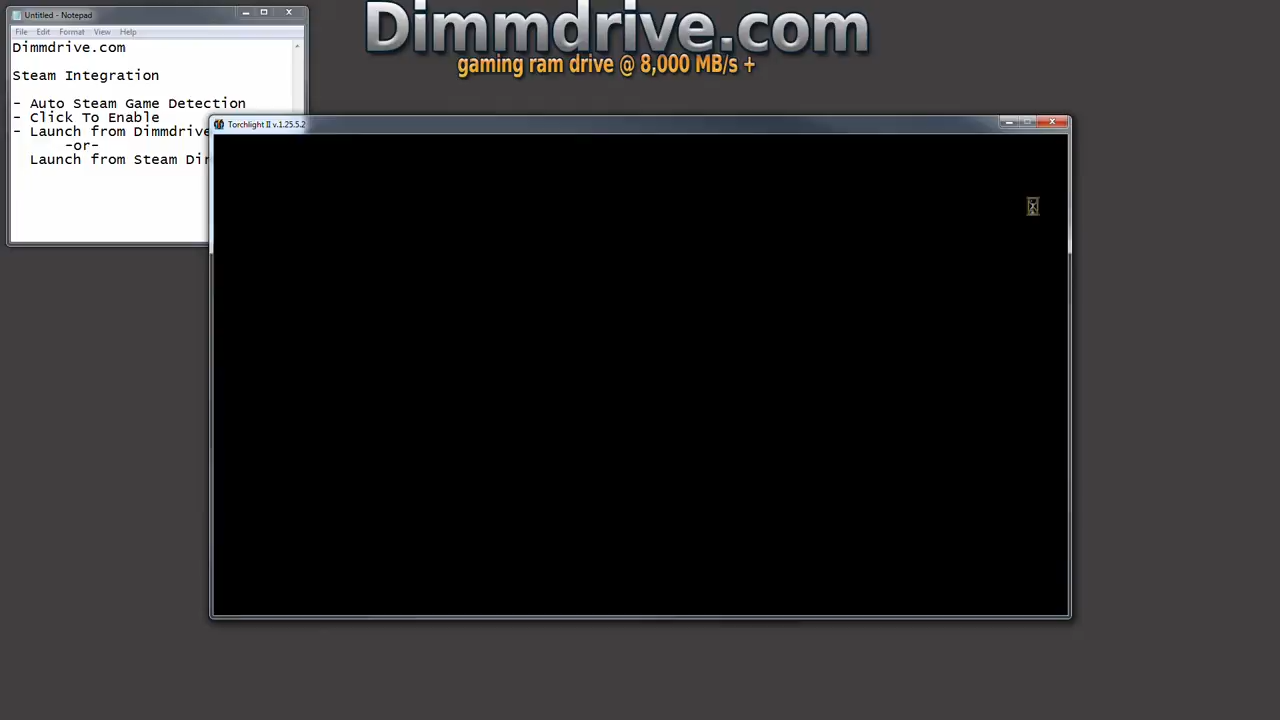 Dimmdrive.com
gaming ram drive @ 8,000 MB/s +
Untitled - Notepad
File Edit Format View Help
Dimmdrive.com
Steam Integration
- Auto Steam Game Detection
- Click To Enable
- Launch from Dimmdrive
-or-
Launch from Steam Dir
Torchlight II v.1.25.5.2